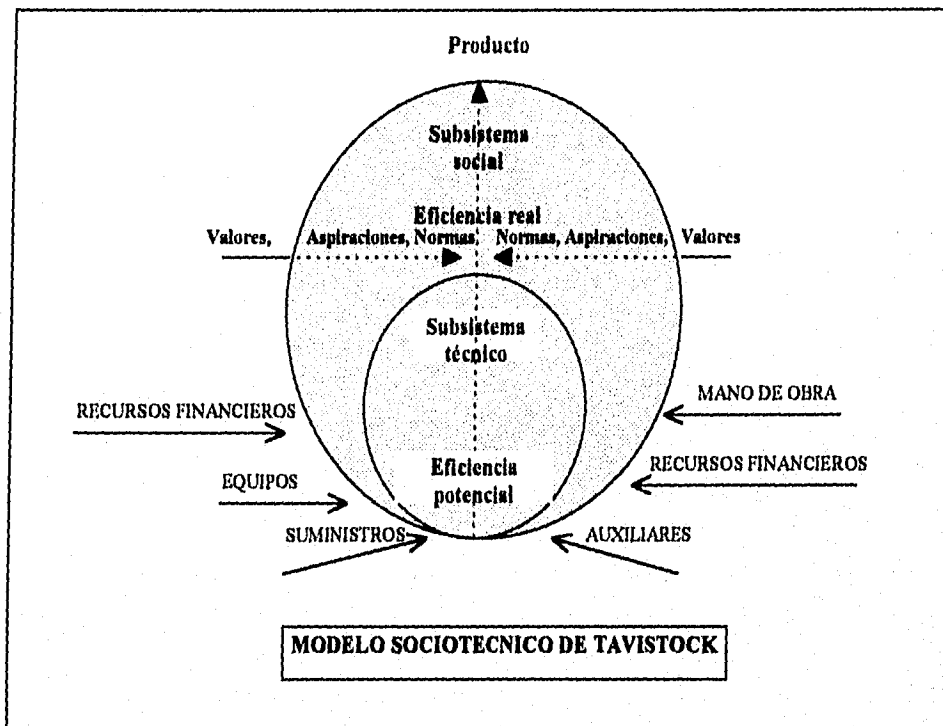 Producto
Subsistema
social
Eficiencia real
Valores, Aspiraciones, Normas, Normas, Aspiraciones, Valores
Subsistema
técnico
MANO DE OBRA
RECURSOS FINANCIEROS
RECURSOS FINANCIEROS
Eficiencia
potencial
EQUIPOS
SUMINISTROS
AUXILIARES
MODELO SOCIOTECNICO DE TAVISTOCK